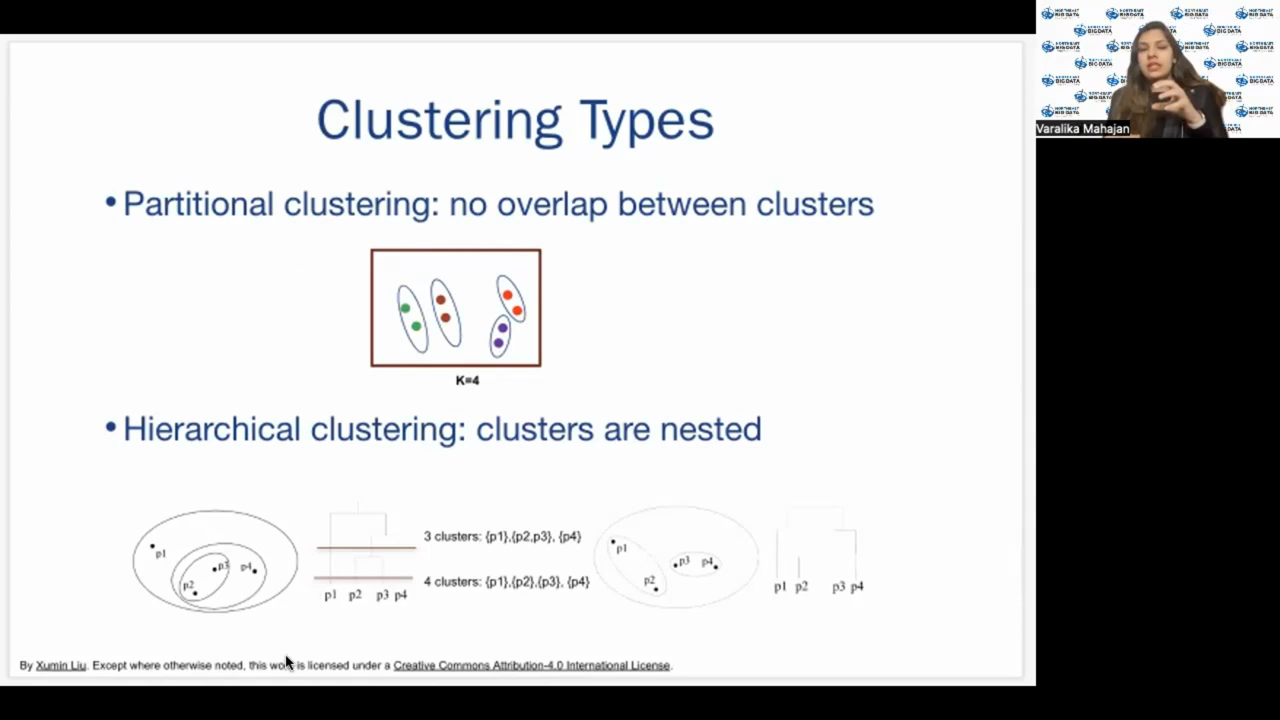 Clustering Types
• Partitional clustering: no overlap between clusters
K=4
• Hierarchical clustering: clusters are nested
p1
p3
p4
p2
3 clusters: {p1},{p2,p3}, {p4}
4 clusters: {p1},{p2},{p3}, {p4}
p1 p2 p3 p4
p1
p3 p4
p2
p1 p2 p3 p4
By Xumin Liu. Except where otherwise noted, this work is licensed under a Creative Commons Attribution-4.0 International License.
NORTHEAST
BIG DATA
Varalika Mahajan